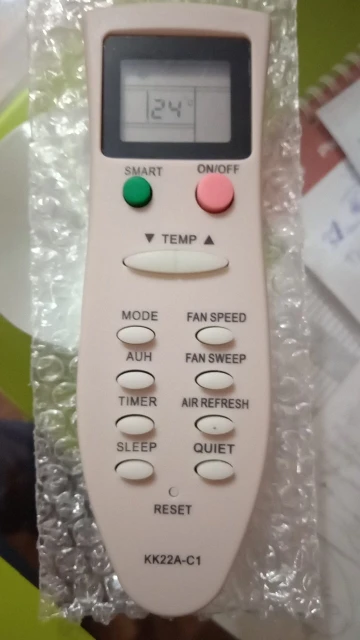 24°
SMART ON/OFF
▼ TEMP ▲
MODE FAN SPEED
AUH FAN SWEEP
TIMER AIR REFRESH
SLEEP QUIET
RESET
KK22A-C1